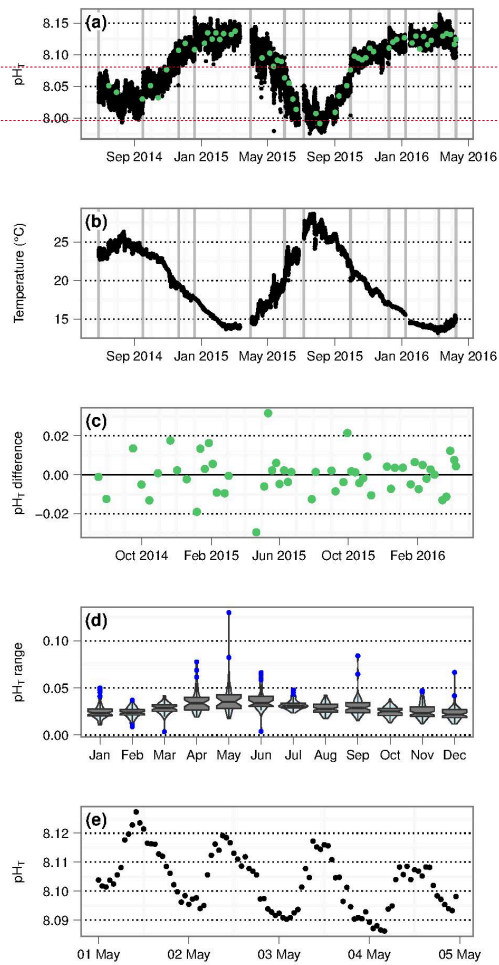 (a)
8.15
8.10
8.05
8.00
pHT
Sep 2014 Jan 2015 May 2015 Sep 2015 Jan 2016 May 2016
(b)
25
20
15
Temperature (°C)
Sep 2014 Jan 2015 May 2015 Sep 2015 Jan 2016 May 2016
(c)
0.02
0.00
−0.02
pHT difference
Oct 2014 Feb 2015 Jun 2015 Oct 2015 Feb 2016
(d)
0.10
0.05
0.00
pHT range
Jan Feb Mar Apr May Jun Jul Aug Sep Oct Nov Dec
(e)
8.12
8.11
8.10
8.09
pHT
01 May 02 May 03 May 04 May 05 May